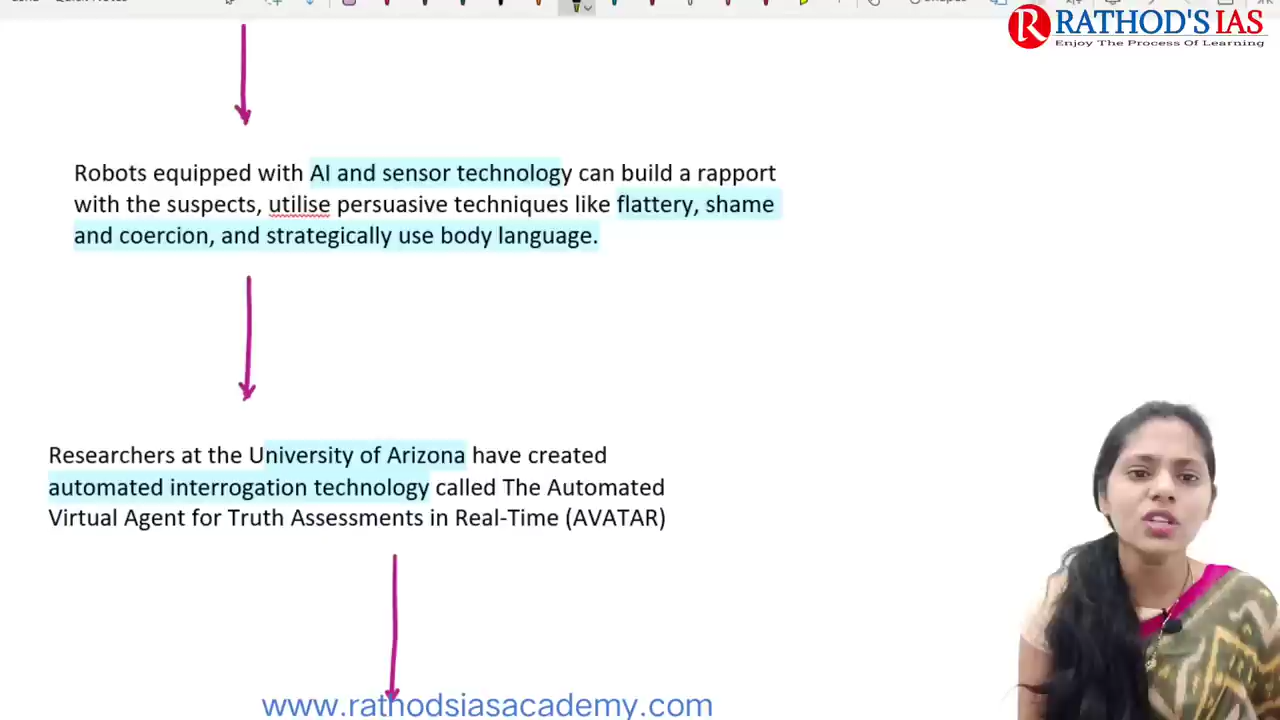 RATHOD'S IAS
Enjoy The Process Of Learning
Robots equipped with AI and sensor technology can build a rapport
with the suspects, utilise persuasive techniques like flattery, shame
and coercion, and strategically use body language.
Researchers at the University of Arizona have created
automated interrogation technology called The Automated
Virtual Agent for Truth Assessments in Real-Time (AVATAR)
www.rathodsiasacademy.com